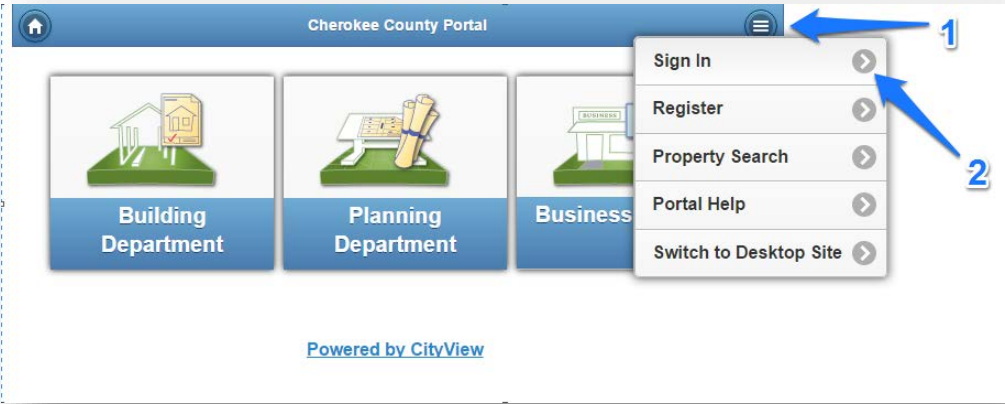 Cherokee County Portal
1
Sign In
2
Register
Property Search
Portal Help
Switch to Desktop Site
Building
Department
Planning
Department
BUSINESS
Business
Powered by CityView